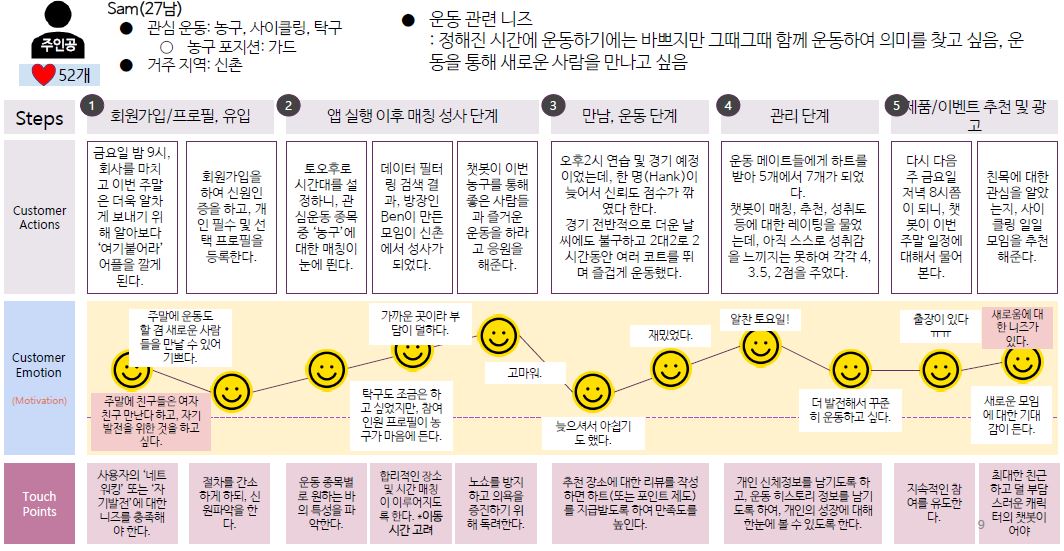 Sam(27남)
● 관심 운동: 농구, 사이클링, 탁구
○ 농구 포지션: 가드
● 거주 지역: 신촌
주인공
52개
● 운동 관련 니즈
: 정해진 시간에 운동하기에는 바쁘지만 그때그때 함께 운동하여 의미를 찾고 싶음, 운
동을 통해 새로운 사람을 만나고 싶음
Steps
1 회원가입/프로필, 유입
2 앱 실행 이후 매칭 성사 단계
3 만남, 운동 단계
4 관리 단계
5 제품/이벤트 추천 및 광
고
Customer
Actions
금요일 밤 9시,
회사를 마치
고 이번 주말
은 더욱 알차
게 보내기 위
해 알아보다
‘여기붙어라’
어플을 깔게
된다.
회원가입을
하여 신원인
증을 하고, 개
인 필수 및 선
택 프로필을
등록한다.
토오후로
시간대를 설
정하니, 관
심운동 종목
중 ‘농구’에
대한 매칭이
눈에 띈다.
데이터 필터
링 검색 결
과, 방장인
Ben이 만든
모임이 신촌
에서 성사가
되었다.
챗봇이 이번
농구를 통해
좋은 사람들
과 즐거운
운동을 하라
고 응원을
해준다.
오후2시 연습 및 경기 예정
이었는데, 한 명(Hank)이
늦어서 신뢰도 점수가 깎
였다 한다.
경기 전반적으로 더운 날
씨에도 불구하고 2대2로 2
시간동안 여러 코트를 뛰
며 즐겁게 운동했다.
운동 메이트들에게 하트를
받아 5개에서 7개가 되었
다.
챗봇이 매칭, 추천, 성취도
등에 대한 레이팅을 물었
는데, 아직 스스로 성취감
을 느끼지는 못하여 각각 4,
3.5, 2점을 주었다.
다시 다음
주 금요일
저녁 8시쯤
이 되니, 챗
봇이 이번
주말 일정에
대해서 물어
본다.
친목에 대한
관심을 알았
는지, 사이
클링 일일
모임을 추천
해준다.
Customer
Emotion
(Motivation)
주말에 운동도
할 겸 새로운 사람
들을 만날 수 있어
기쁘다.
주말에 친구들은 여자
친구 만난다 하고, 자기
발전을 위한 것을 하고
싶다.
가까운 곳이라 부
담이 덜하다.
탁구도 조금은 하
고 싶었지만, 참여
인원 프로필이 농
구가 마음에 든다.
고마워.
늦으셔서 아쉽기
도 했다.
재밌었다.
알찬 토요일!
더 발전해서 꾸준
히 운동하고 싶다.
출장이 있다
ㅠㅠ
새로움에 대
한 니즈가
있다.
새로운 모임
에 대한 기대
감이 든다.
Touch
Points
사용자의 ‘네트
워킹’ 또는 ‘자
기발전’에 대한
니즈를 충족해
야 한다.
절차를 간소
하게 하되, 신
원파악을 한
다.
운동 종목별
로 원하는 바
의 특성을 파
악한다.
합리적인 장소
및 시간 매칭
이 이루어지도
록 한다. *이동
시간 고려
노쇼를 방
지하고 의욕을
증진하기 위
해 독려한다.
추천 장소에 대한 리뷰를 작성
하면 하트(또는 포인트 제도)
를 지급받도록 하여 만족도를
높인다.
개인 신체정보를 남기도록 하
고, 운동 히스토리 정보를 남기
도록 하여, 개인의 성장에 대해
한눈에 볼 수 있도록 한다.
지속적인 참
여를 유도한
다.
최대한 친근
하고 덜 부담
스러운 캐릭
터의 챗봇이
어야
9